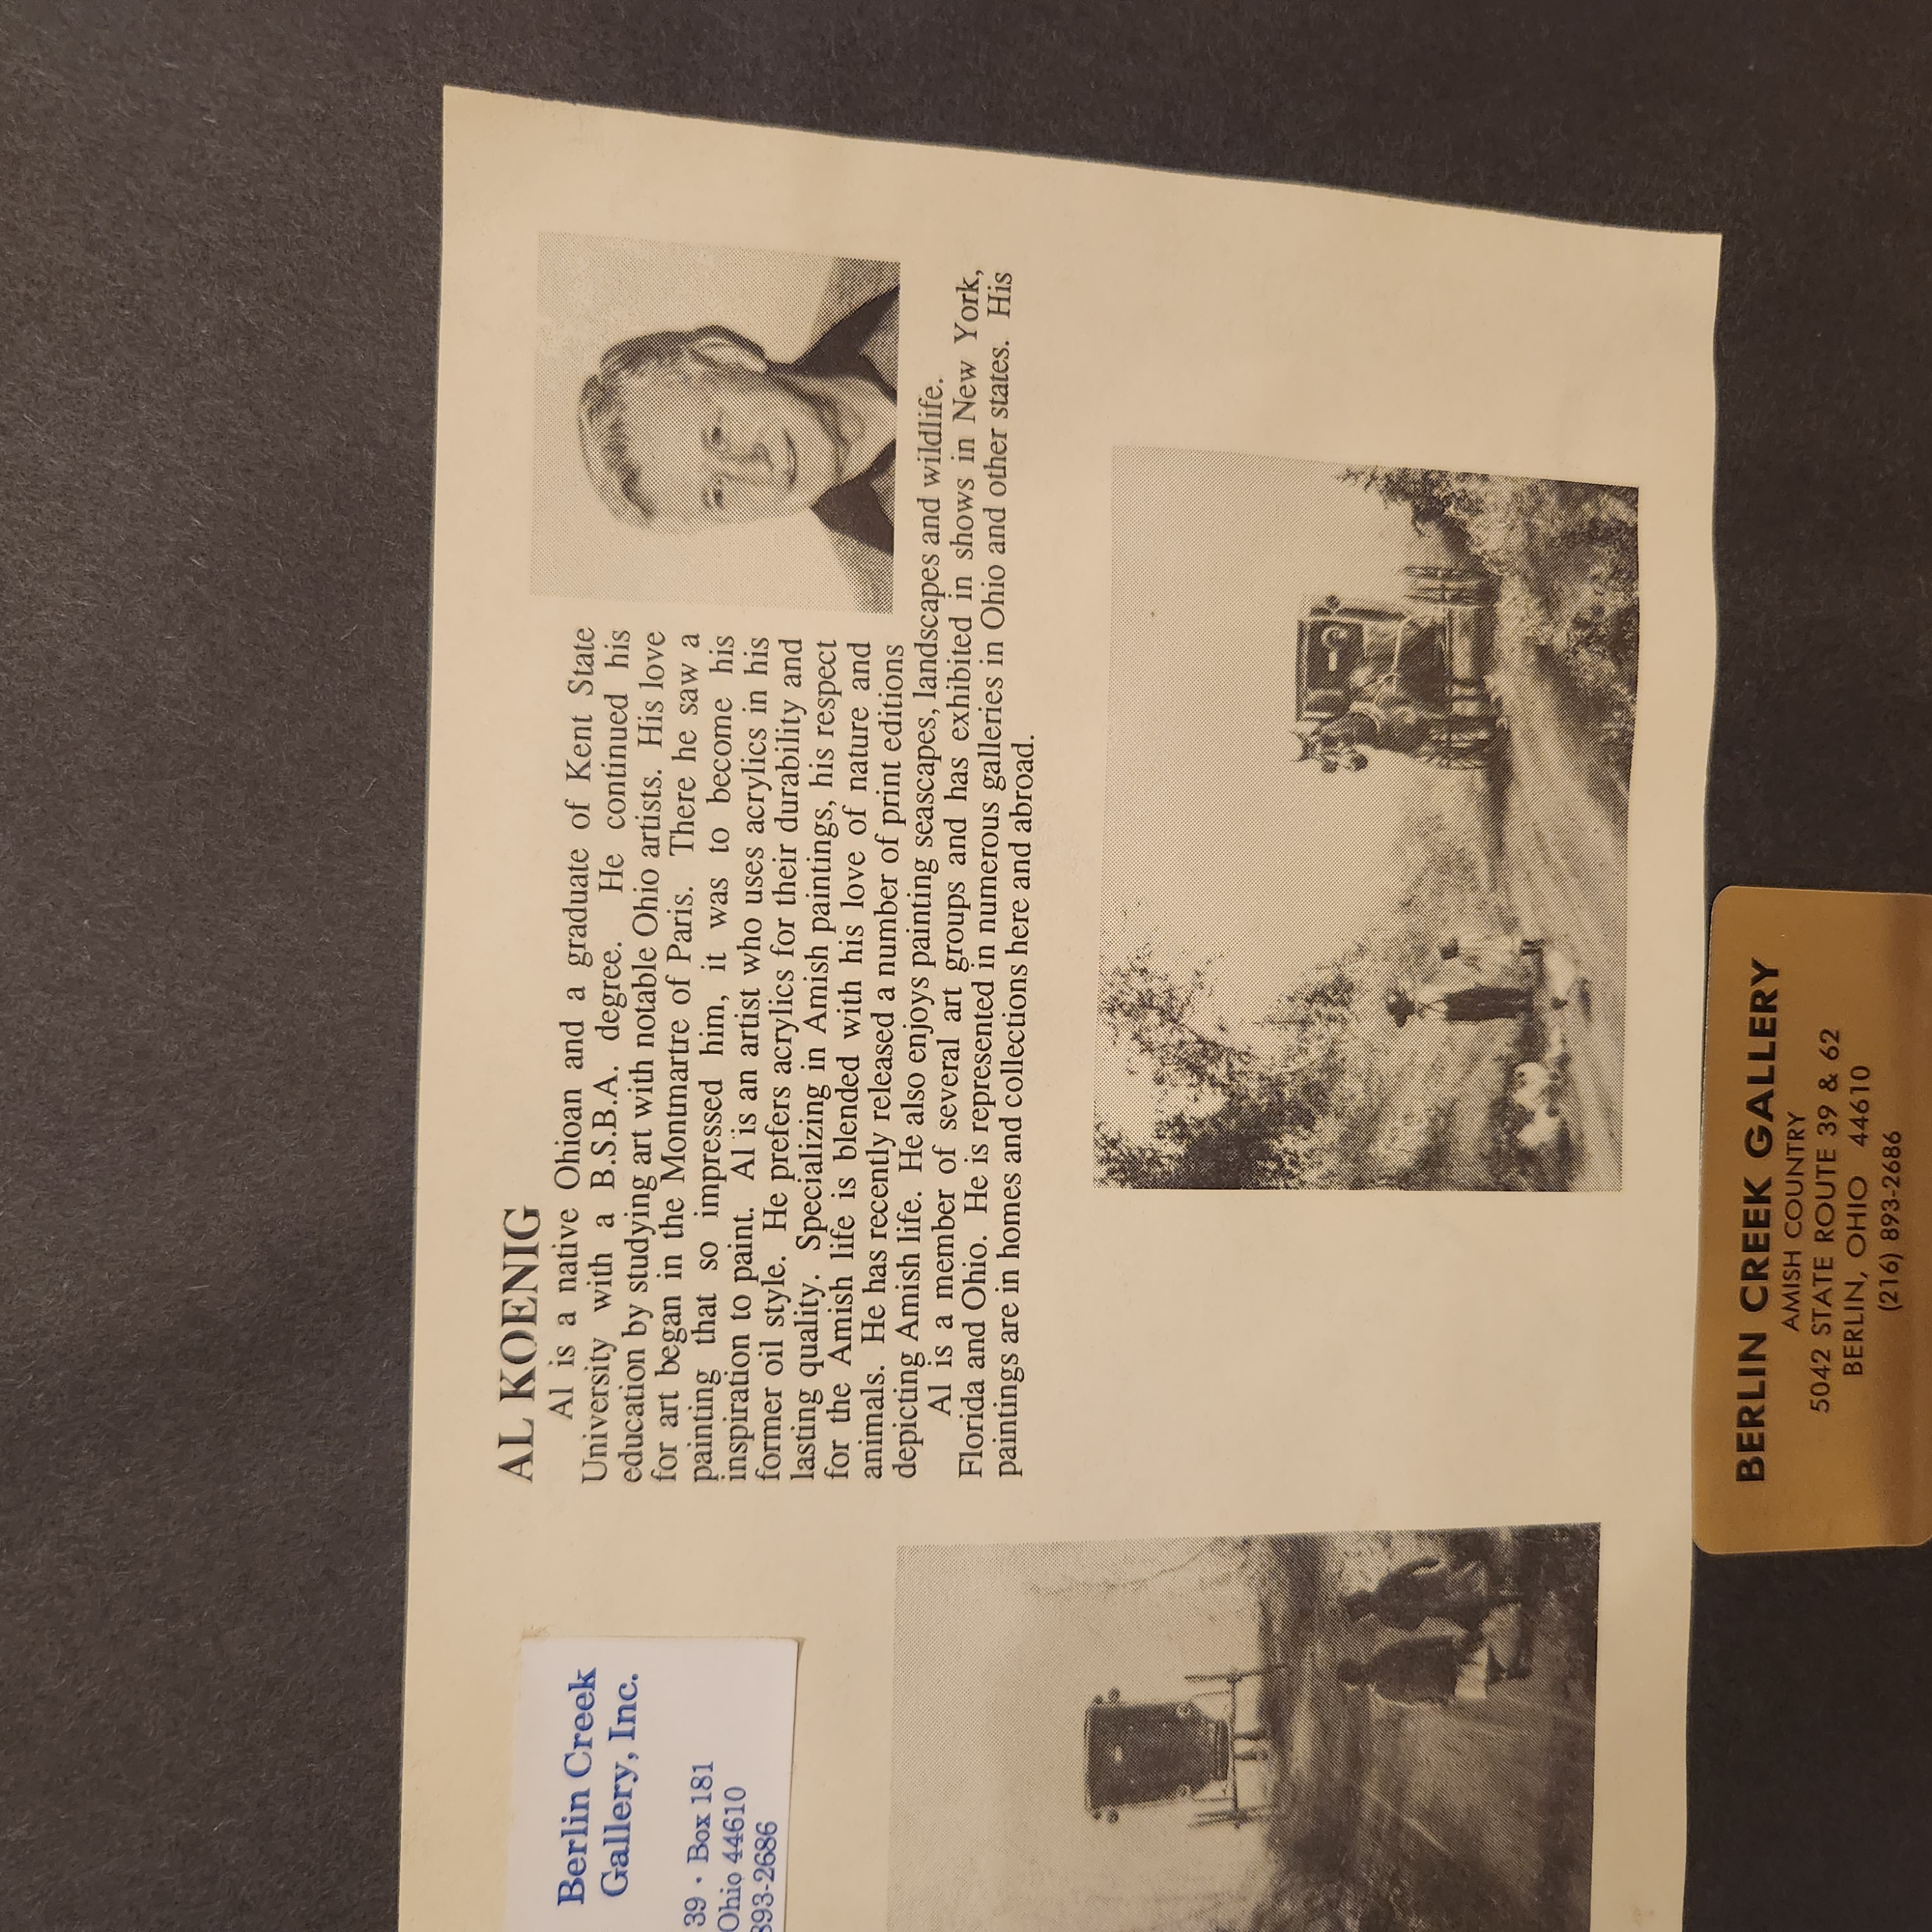 AL KOENIG
Al is a native Ohioan and a graduate of Kent State
University with a B.S.B.A. degree. He continued his
education by studying art with notable Ohio artists. His love
for art began in the Montmartre of Paris. There he saw a
painting that so impressed him, it was to become his
inspiration to paint. Al is an artist who uses acrylics in his
former oil style. He prefers acrylics for their durability and
lasting quality. Specializing in Amish paintings, his respect
for the Amish life is blended with his love of nature and
animals. He has recently released a number of print editions
depicting Amish life. He also enjoys painting seascapes, landscapes and wildlife.
Al is a member of several art groups and has exhibited in shows in New York,
Florida and Ohio. He is represented in numerous galleries in Ohio and other states. His
paintings are in homes and collections here and abroad.
Berlin Creek
Gallery, Inc.
39 • Box 181
Ohio 44610
893-2686
BERLIN CREEK GALLERY
AMISH COUNTRY
5042 STATE ROUTE 39 & 62
BERLIN, OHIO 44610
(216) 893-2686